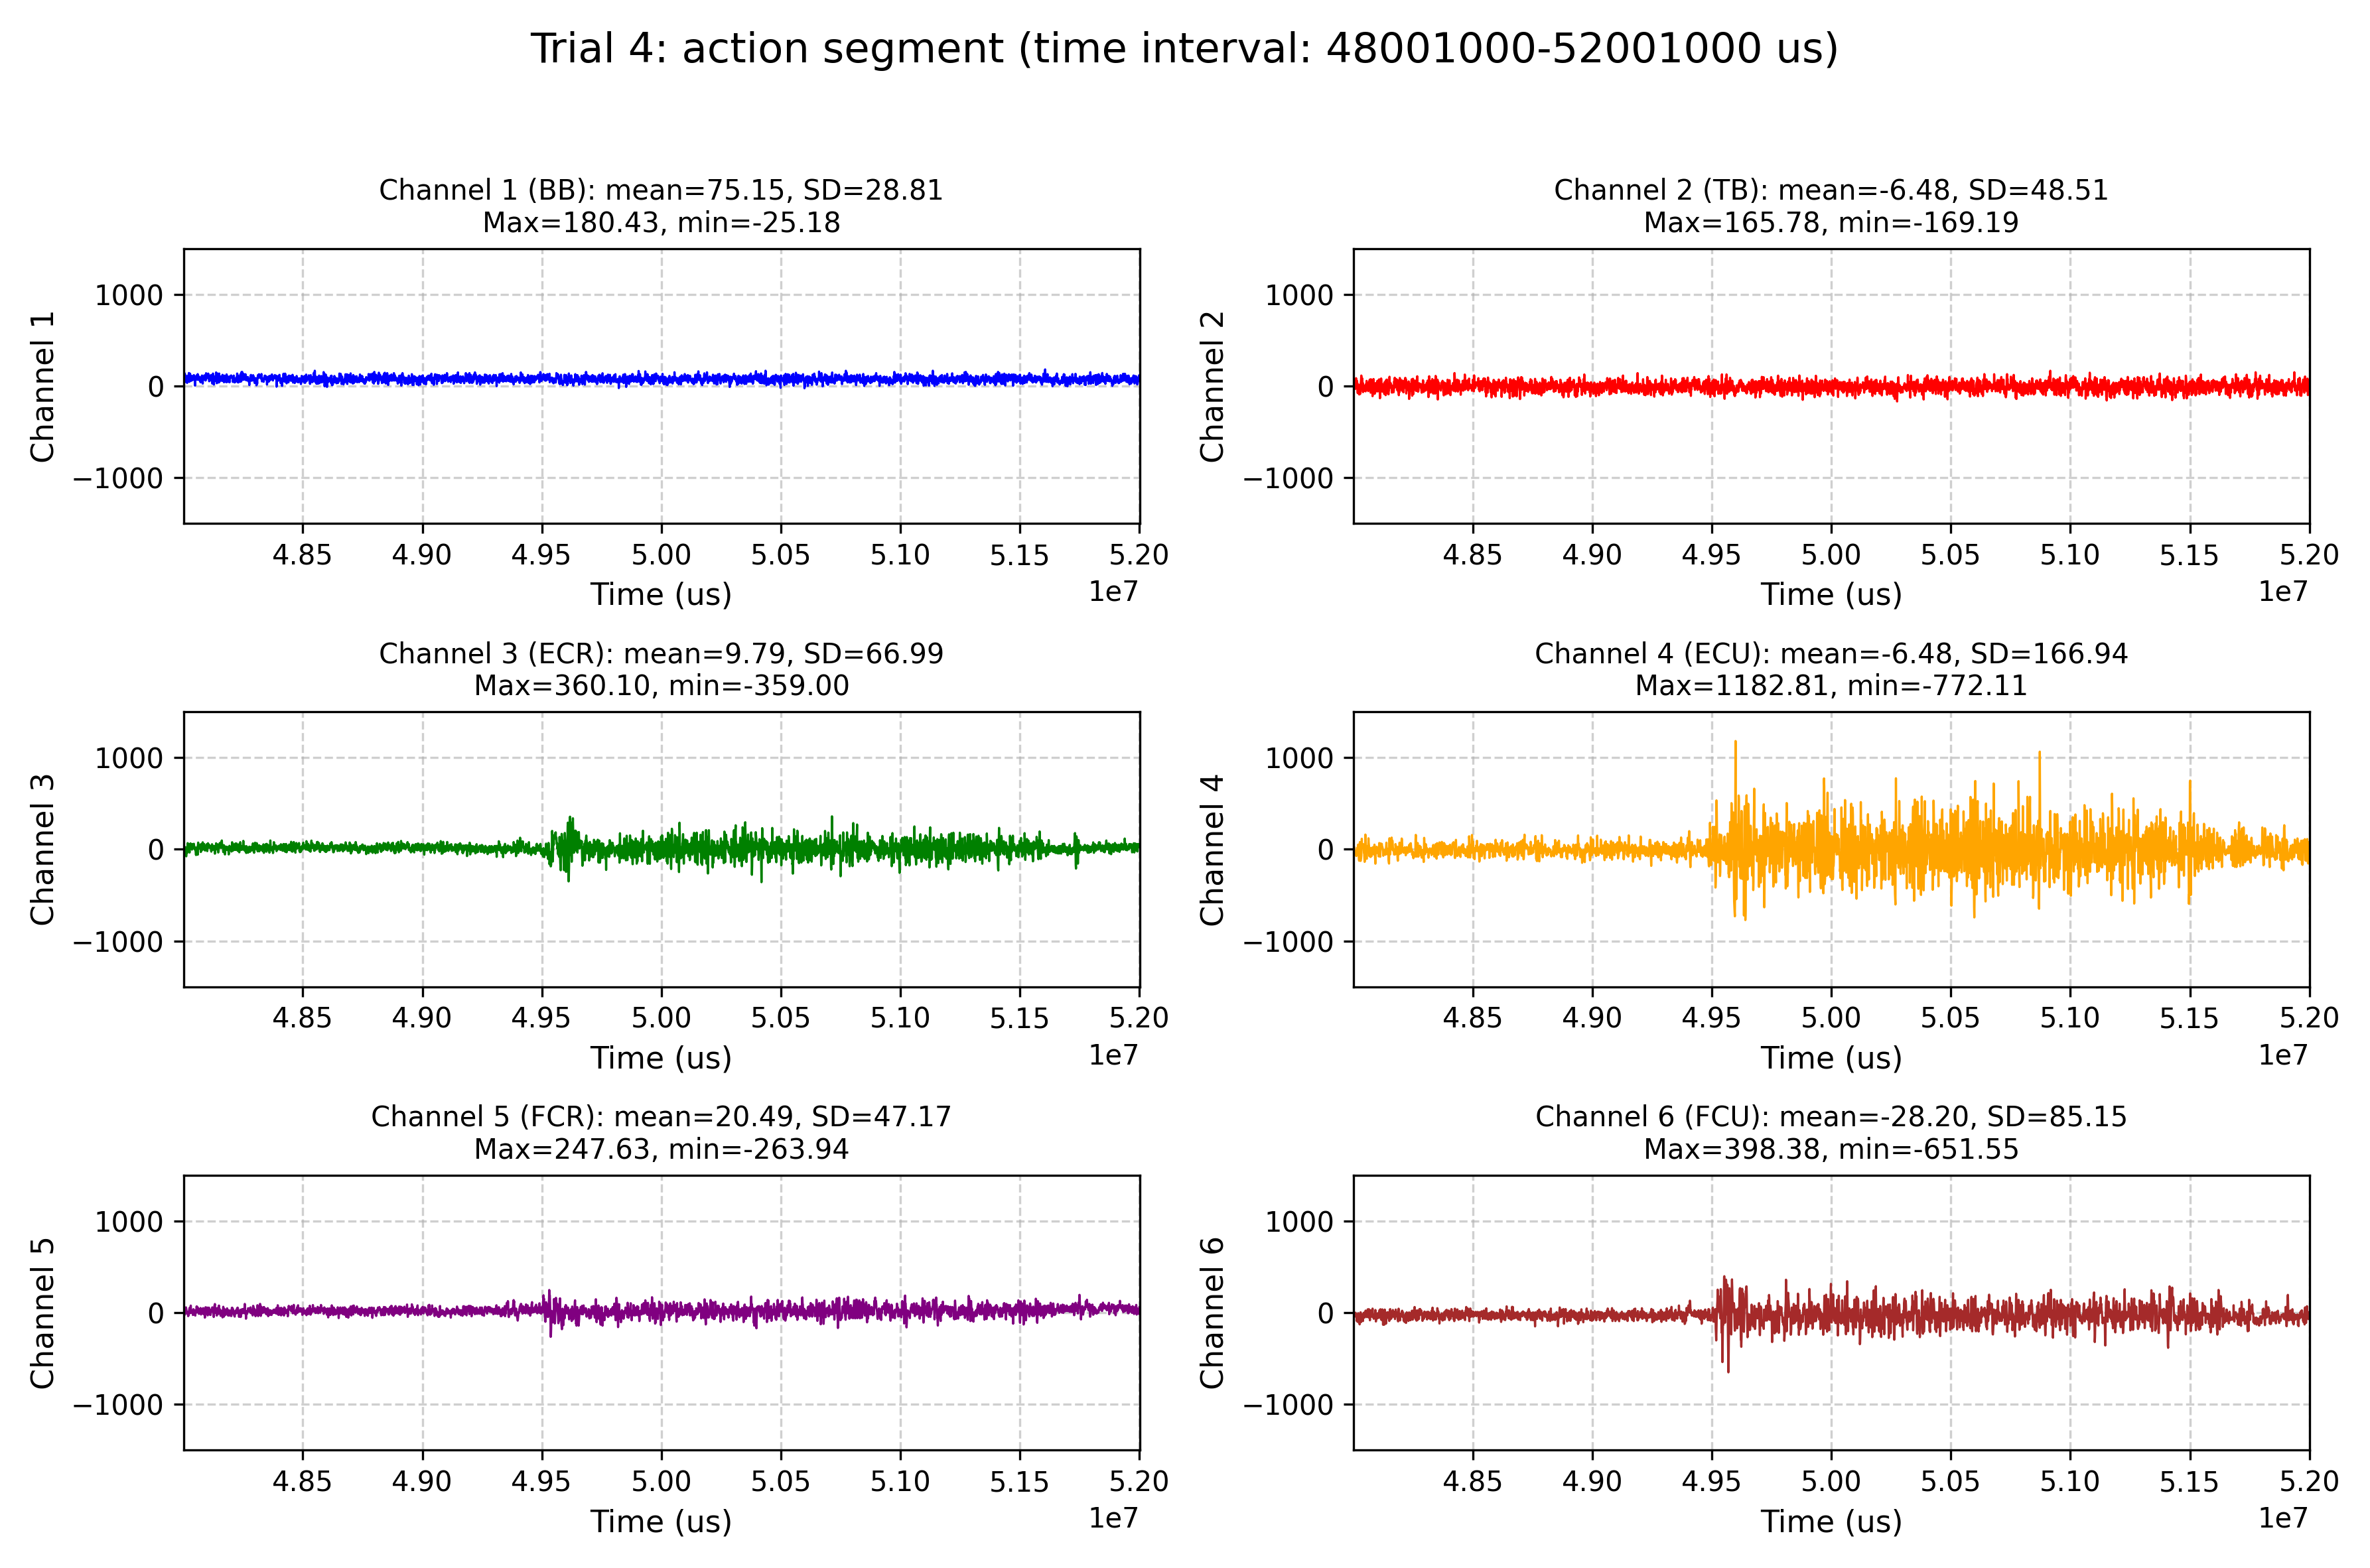 Trial 4: action segment (time interval: 48001000-52001000 us)
Channel 1 (BB): mean=75.15, SD=28.81
Max=180.43, min=-25.18
Channel 1
1000
0
−1000
4.85 4.90 4.95 5.00 5.05 5.10 5.15 5.20
Time (us)
1e7
Channel 2 (TB): mean=-6.48, SD=48.51
Max=165.78, min=-169.19
Channel 2
1000
0
−1000
4.85 4.90 4.95 5.00 5.05 5.10 5.15 5.20
Time (us)
1e7
Channel 3 (ECR): mean=9.79, SD=66.99
Max=360.10, min=-359.00
Channel 3
1000
0
−1000
4.85 4.90 4.95 5.00 5.05 5.10 5.15 5.20
Time (us)
1e7
Channel 4 (ECU): mean=-6.48, SD=166.94
Max=1182.81, min=-772.11
Channel 4
1000
0
−1000
4.85 4.90 4.95 5.00 5.05 5.10 5.15 5.20
Time (us)
1e7
Channel 5 (FCR): mean=20.49, SD=47.17
Max=247.63, min=-263.94
Channel 5
1000
0
−1000
4.85 4.90 4.95 5.00 5.05 5.10 5.15 5.20
Time (us)
1e7
Channel 6 (FCU): mean=-28.20, SD=85.15
Max=398.38, min=-651.55
Channel 6
1000
0
−1000
4.85 4.90 4.95 5.00 5.05 5.10 5.15 5.20
Time (us)
1e7